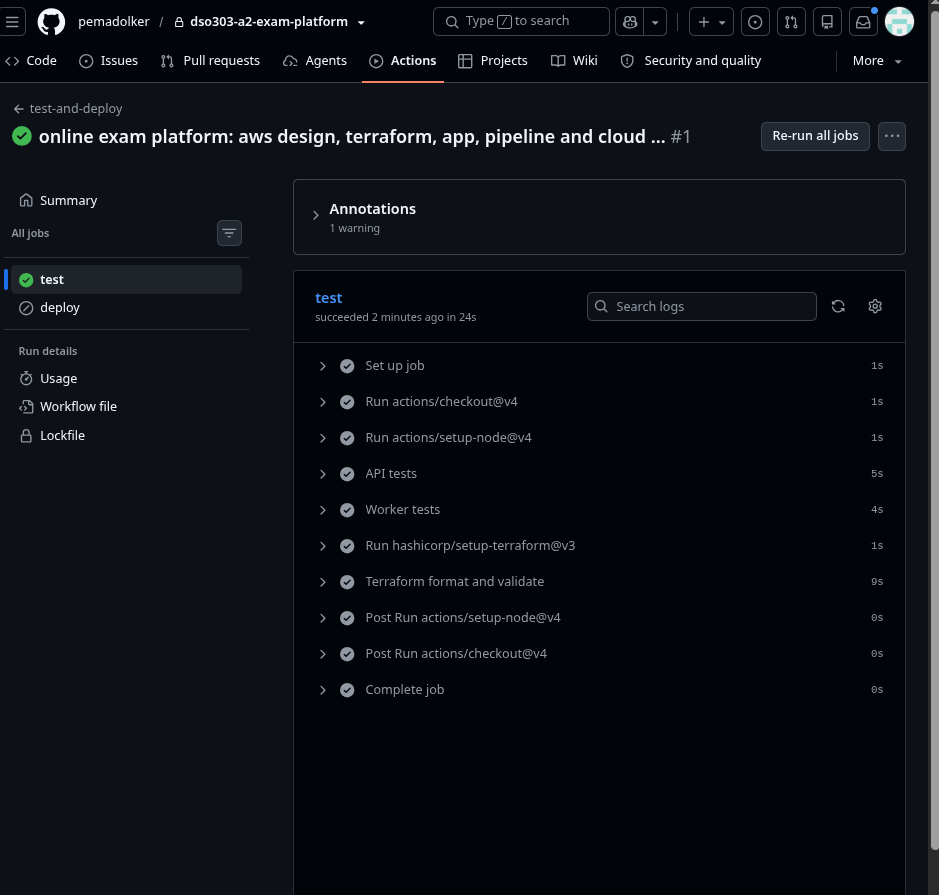 pemadolker / dso303-a2-exam-platform
Type / to search
Code
Issues
Pull requests
Agents
Actions
Projects
Wiki
Security and quality
More
test-and-deploy
online exam platform: aws design, terraform, app, pipeline and cloud ... #1
Re-run all jobs
Summary
All jobs
test
deploy
Run details
Usage
Workflow file
Lockfile
Annotations
1 warning
test
succeeded 2 minutes ago in 24s
Search logs
Set up job 1s
Run actions/checkout@v4 1s
Run actions/setup-node@v4 1s
API tests 5s
Worker tests 4s
Run hashicorp/setup-terraform@v3 1s
Terraform format and validate 9s
Post Run actions/setup-node@v4 0s
Post Run actions/checkout@v4 0s
Complete job 0s